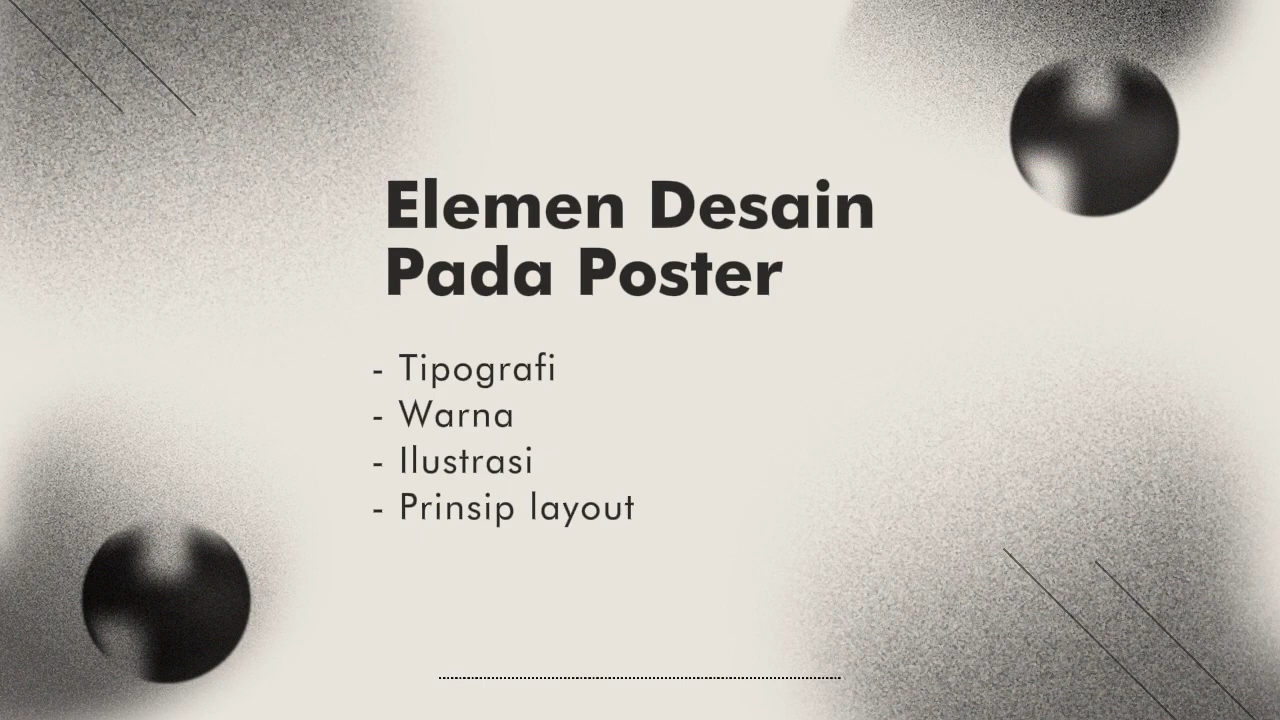 Elemen Desain
Pada Poster
- Tipografi
- Warna
- Ilustrasi
- Prinsip layout